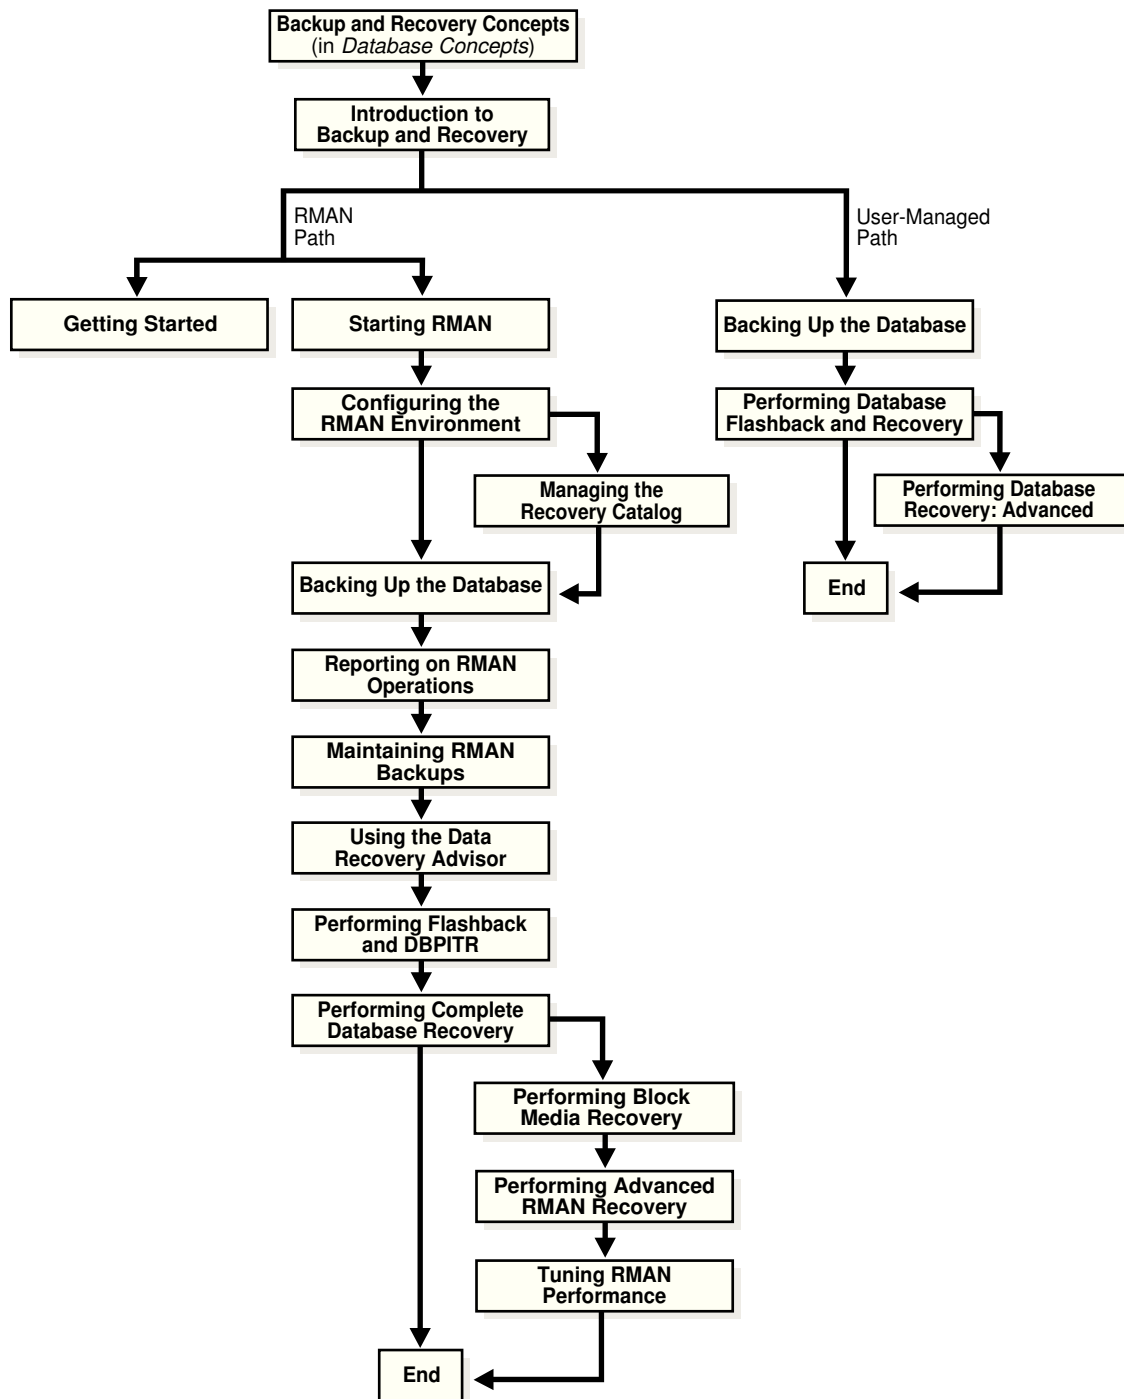 Backup and Recovery Concepts
(in Database Concepts)
Introduction to
Backup and Recovery
RMAN
Path
User-Managed
Path
Getting Started
Starting RMAN
Backing Up the Database
Configuring the
RMAN Environment
Performing Database
Flashback and Recovery
Managing the
Recovery Catalog
Performing Database
Recovery: Advanced
Backing Up the Database
End
Reporting on RMAN
Operations
Maintaining RMAN
Backups
Using the Data
Recovery Advisor
Performing Flashback
and DBPITR
Performing Complete
Database Recovery
Performing Block
Media Recovery
Performing Advanced
RMAN Recovery
Tuning RMAN
Performance
End